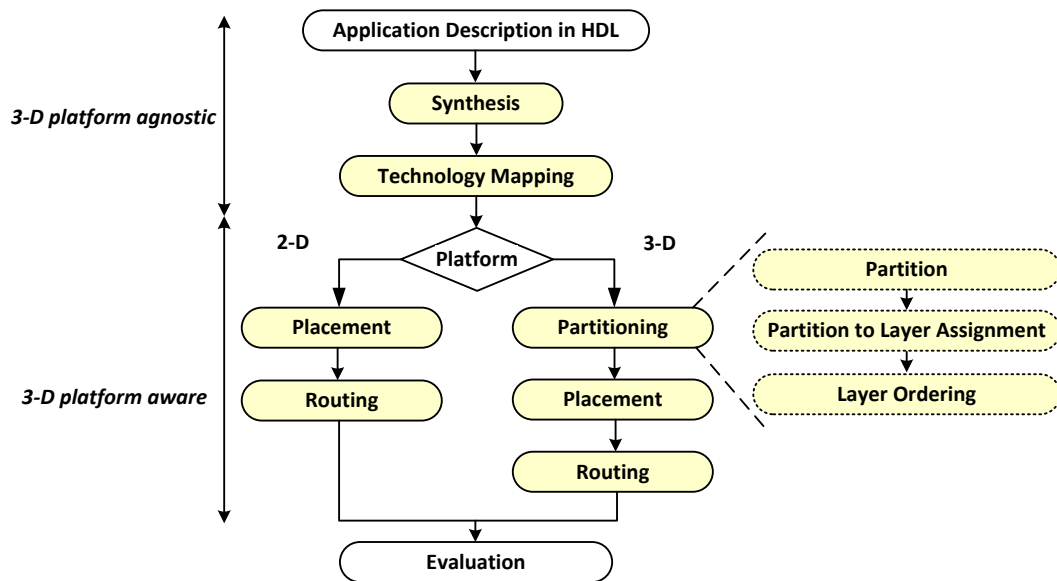 Application Description in HDL
Synthesis
3-D platform agnostic
Technology Mapping
2-D
3-D
Platform
Partition
Placement
Partitioning
Partition to Layer Assignment
3-D platform aware
Routing
Placement
Layer Ordering
Routing
Evaluation